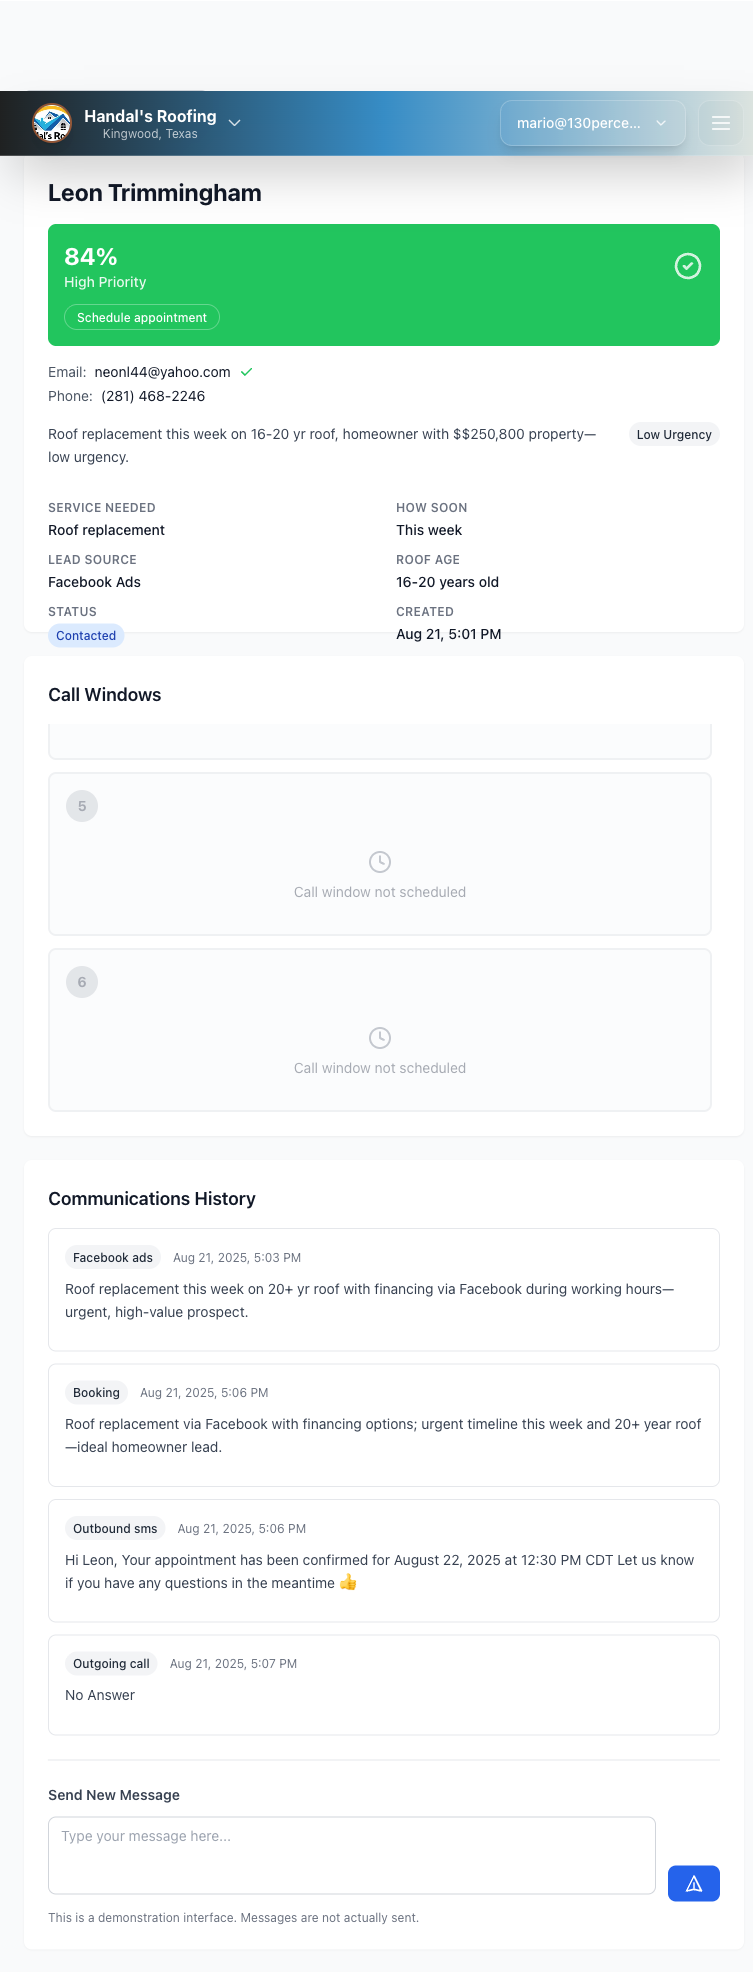 Handal's Roofing
Kingwood, Texas
mario@130perce...
Leon Trimmingham
84%
High Priority
Schedule appointment
Email: neonl44@yahoo.com
Phone: (281) 468-2246
Roof replacement this week on 16-20 yr roof, homeowner with $$250,800 property—
low urgency.
Low Urgency
SERVICE NEEDED
Roof replacement
HOW SOON
This week
LEAD SOURCE
Facebook Ads
ROOF AGE
16-20 years old
STATUS
Contacted
CREATED
Aug 21, 5:01 PM
Call Windows
5
Call window not scheduled
6
Call window not scheduled
Communications History
Facebook ads Aug 21, 2025, 5:03 PM
Roof replacement this week on 20+ yr roof with financing via Facebook during working hours—
urgent, high-value prospect.
Booking Aug 21, 2025, 5:06 PM
Roof replacement via Facebook with financing options; urgent timeline this week and 20+ year roof
—ideal homeowner lead.
Outbound sms Aug 21, 2025, 5:06 PM
Hi Leon, Your appointment has been confirmed for August 22, 2025 at 12:30 PM CDT Let us know
if you have any questions in the meantime 👍
Outgoing call Aug 21, 2025, 5:07 PM
No Answer
Send New Message
Type your message here...
This is a demonstration interface. Messages are not actually sent.